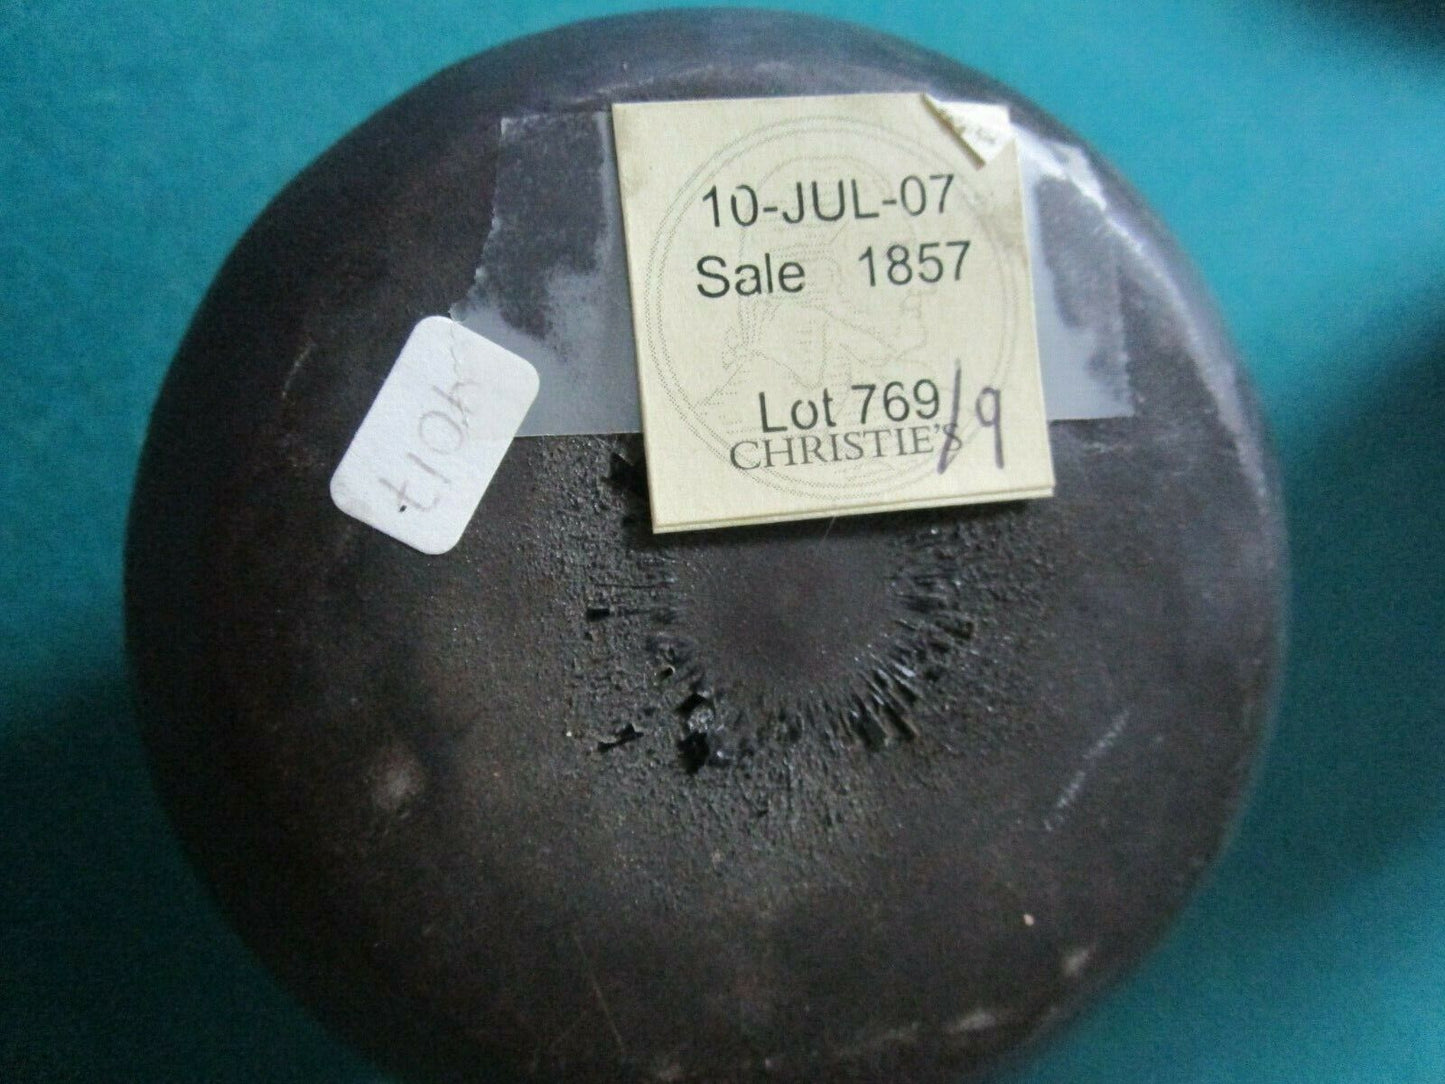 10-JUL-07
Sale 1857
Lot 769/9
CHRISTIE'S